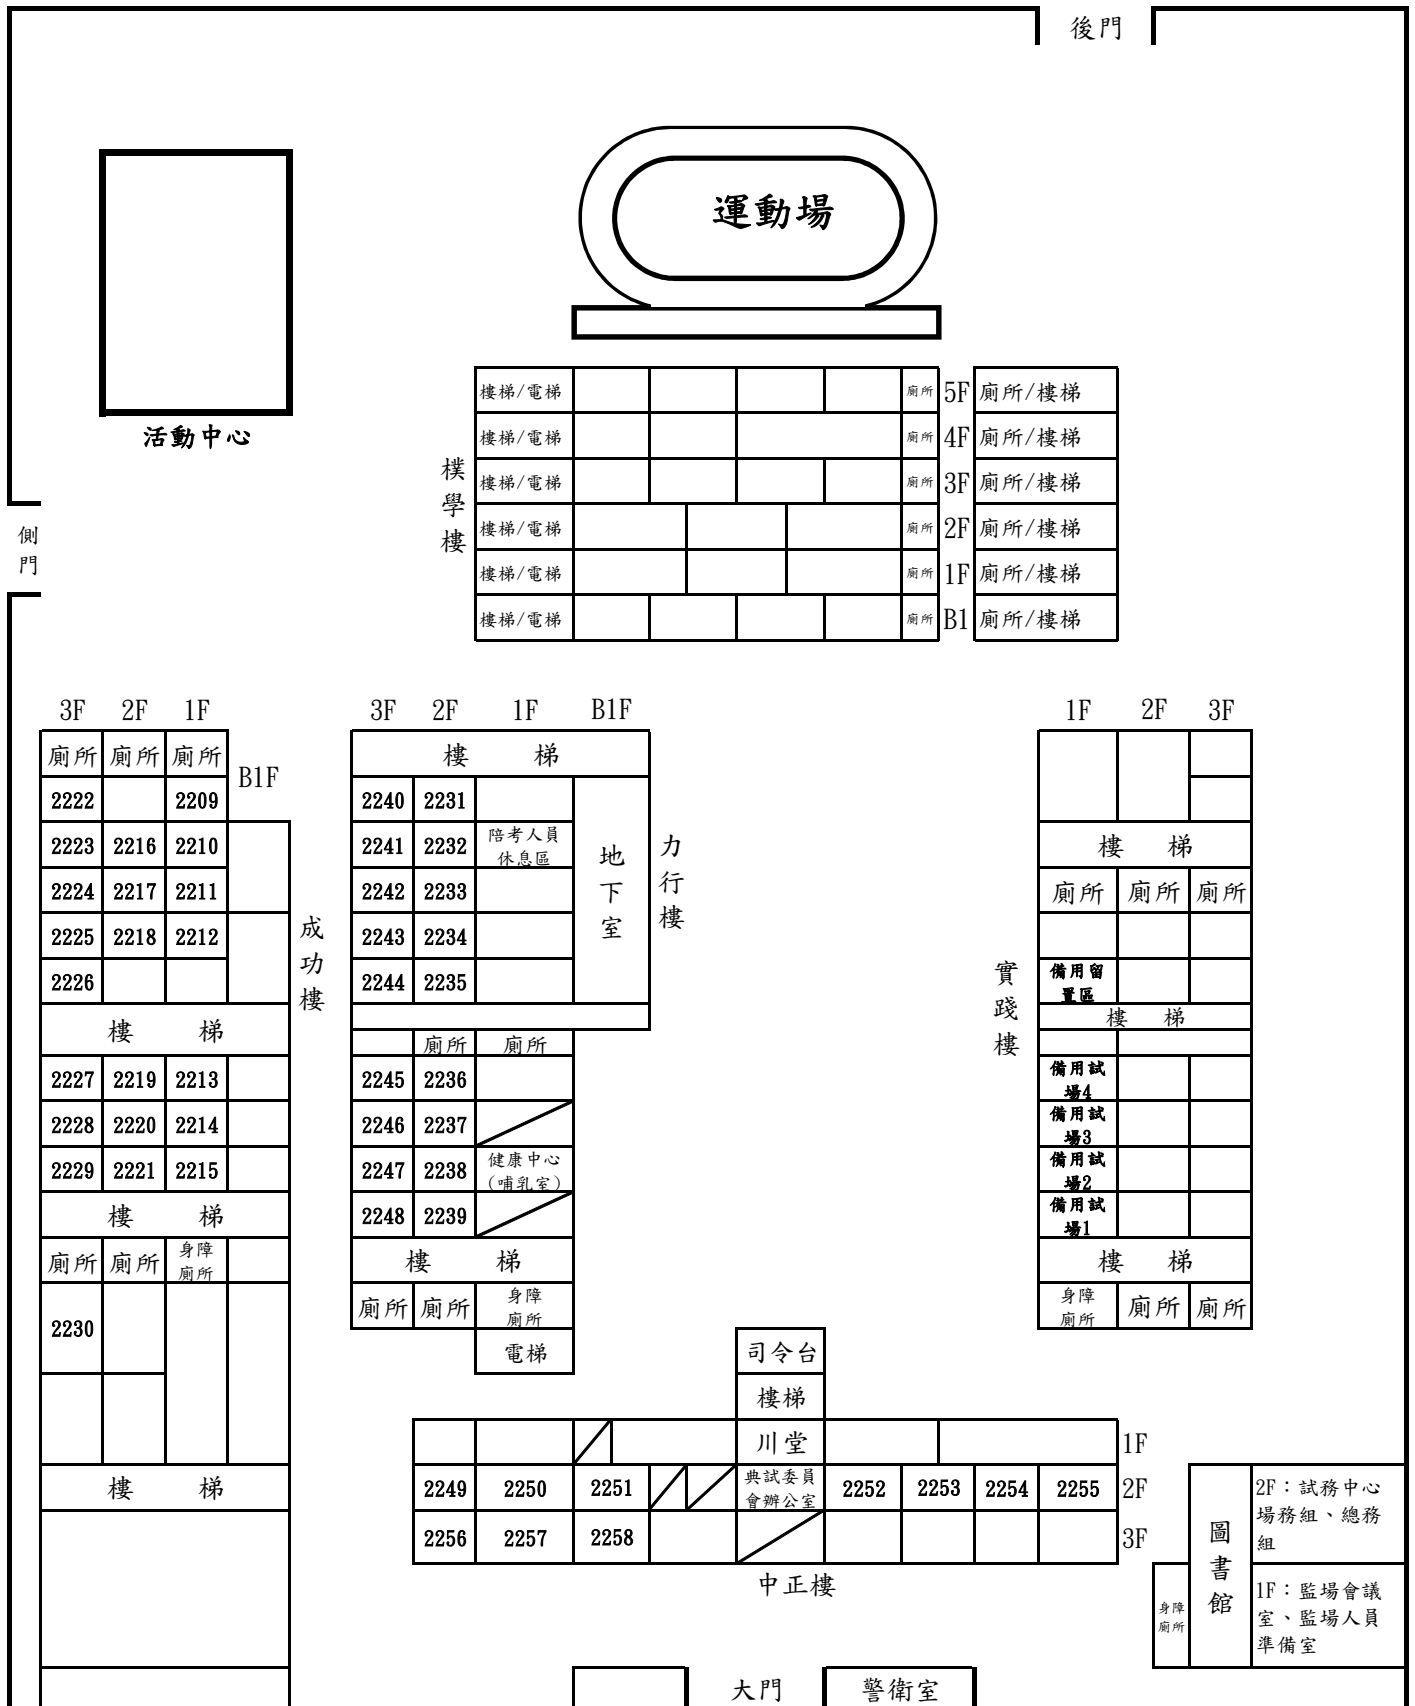 後門
運動場
活動中心
側
門
樸
學
樓
樓梯/電梯 廁所 5F 廁所/樓梯
樓梯/電梯 廁所 4F 廁所/樓梯
樓梯/電梯 廁所 3F 廁所/樓梯
樓梯/電梯 廁所 2F 廁所/樓梯
樓梯/電梯 廁所 1F 廁所/樓梯
樓梯/電梯 廁所 B1 廁所/樓梯
3F 2F 1F
B1F
廁所 廁所 廁所
2222 2209
2223 2216 2210
2224 2217 2211
2225 2218 2212
2226
樓 梯
2227 2219 2213
2228 2220 2214
2229 2221 2215
樓 梯
廁所 廁所 身障
廁所
2230
樓 梯
成
功
樓
3F 2F 1F B1F
樓 梯
2240 2231
2241 2232 陪考人員
休息區
2242 2233
2243 2234
2244 2235
地
下
室
力
行
樓
廁所 廁所
2245 2236
2246 2237
2247 2238 健康中心
(哺乳室)
2248 2239
樓 梯
廁所 廁所 身障
廁所
電梯
1F 2F 3F
樓 梯
廁所 廁所 廁所
備用留
置區
樓 梯
備用試
場4
備用試
場3
備用試
場2
備用試
場1
樓 梯
身障
廁所
廁所 廁所
實
踐
樓
司令台
樓梯
川堂 1F
2249 2250 2251 典試委員
會辦公室 2252 2253 2254 2255 2F
2256 2257 2258 3F
中正樓
圖
書
館
2F：試務中心
場務組、總務
組
1F：監場會議
室、監場人員
準備室
身障
廁所
大門 警衛室